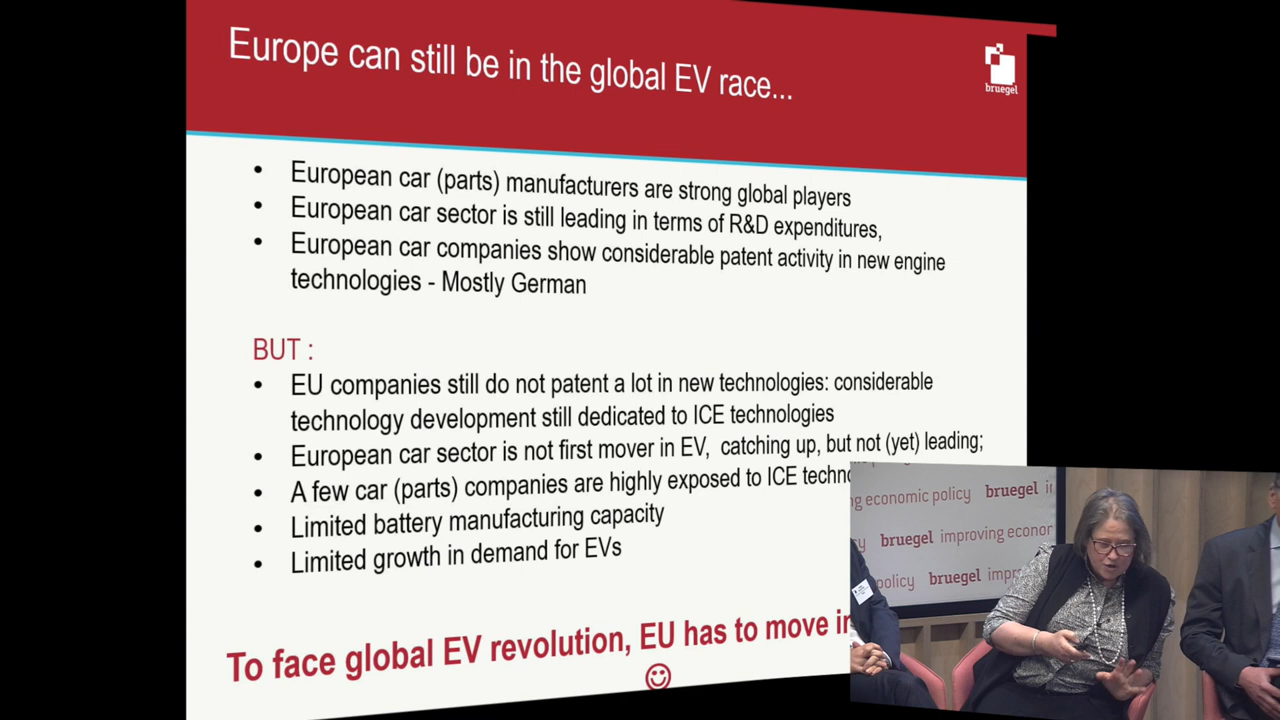 Europe can still be in the global EV race...
bruegel
• European car (parts) manufacturers are strong global players
• European car sector is still leading in terms of R&D expenditures,
• European car companies show considerable patent activity in new engine
technologies - Mostly German
BUT :
• EU companies still do not patent a lot in new technologies: considerable
technology development still dedicated to ICE technologies
• European car sector is not first mover in EV, catching up, but not (yet) leading;
• A few car (parts) companies are highly exposed to ICE
• Limited battery manufacturing capacity
• Limited growth in demand for EVs
To face global EV revolution, EU has to move
economic policy bruegel
bruegel improving
policy bruegel